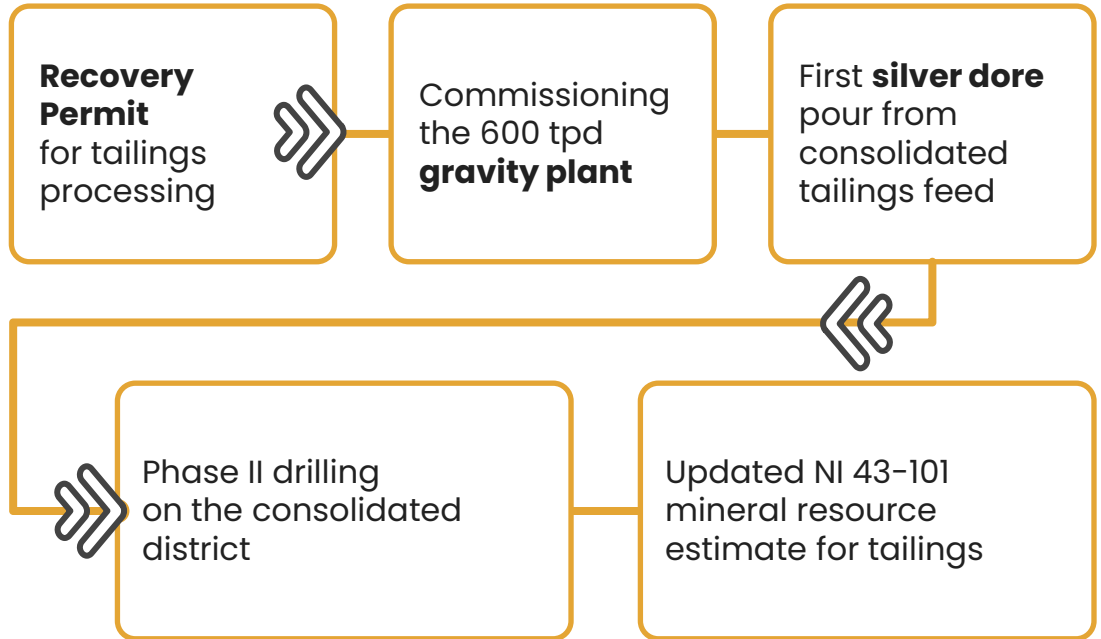 Recovery
Permit
for tailings
processing
Commissioning
the 600 tpd
gravity plant
First silver dore
pour from
consolidated
tailings feed
Phase II drilling
on the consolidated
district
Updated NI 43-101
mineral resource
estimate for tailings